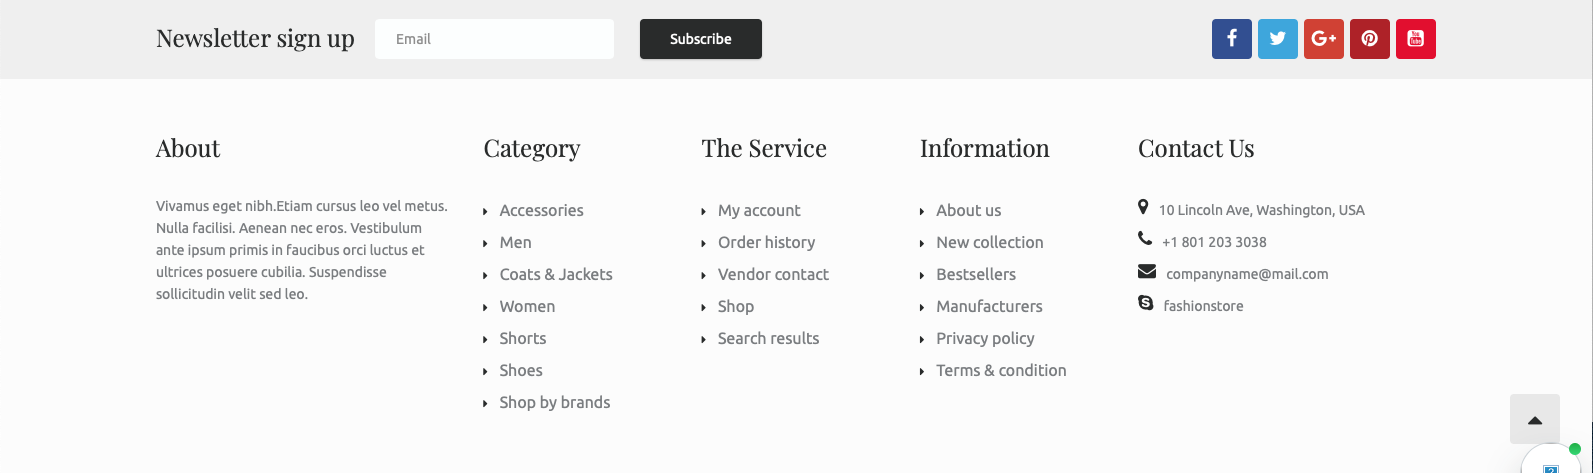 Newsletter sign up
Email
Subscribe
G+
You Tube
About
Vivamus eget nibh.Etiam cursus leo vel metus.
Nulla facilisi. Aenean nec eros. Vestibulum
ante ipsum primis in faucibus orci luctus et
ultrices posuere cubilia. Suspendisse
sollicitudin velit sed leo.
Category
Accessories
Men
Coats & Jackets
Women
Shorts
Shoes
Shop by brands
The Service
My account
Order history
Vendor contact
Shop
Search results
Information
About us
New collection
Bestsellers
Manufacturers
Privacy policy
Terms & condition
Contact Us
10 Lincoln Ave, Washington, USA
+1 801 203 3038
companyname@mail.com
fashionstore